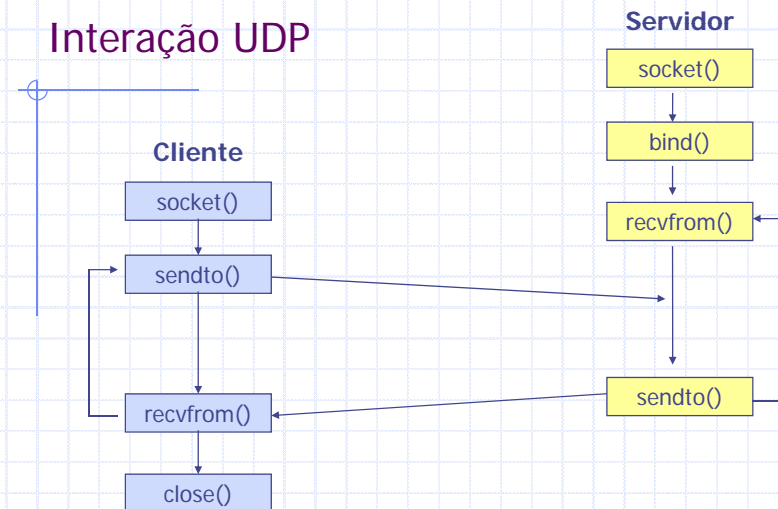 Interação UDP
Servidor
socket()
bind()
recvfrom()
sendto()
Cliente
socket()
sendto()
recvfrom()
close()